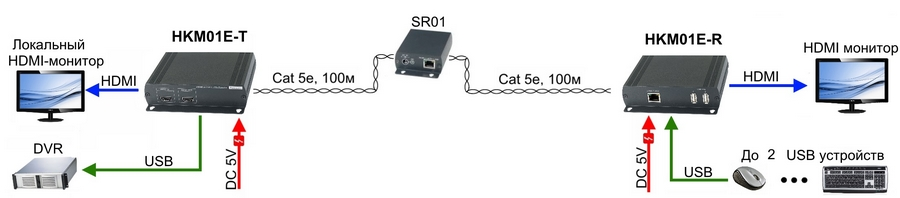 SR01
HKM01E-T
HKM01E-R
Локальный
HDMI-монитор
HDMI монитор
HDMI
HDMI
Cat 5e, 100м
Cat 5e, 100м
DVR
USB
DC 5V
DC 5V
USB
До 2 USB устройств